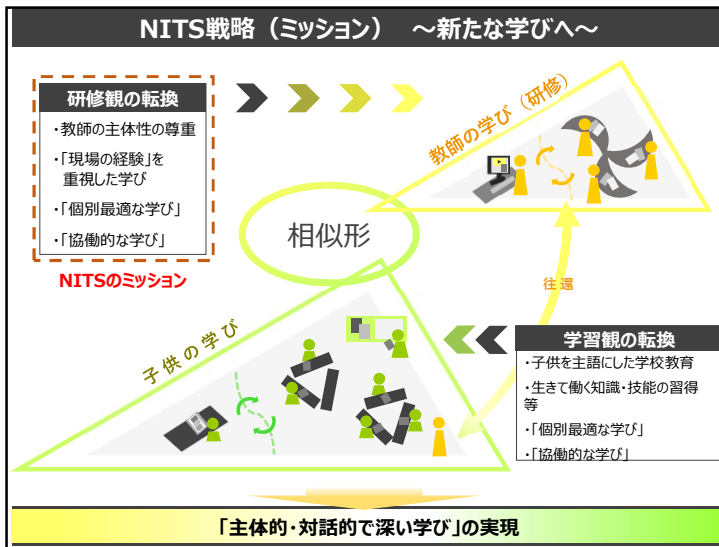 NITS戦略（ミッション）　～新たな学びへ～
研修観の転換
・教師の主体性の尊重
・「現場の経験」を
重視した学び
・「個別最適な学び」
・「協働的な学び」
NITSのミッション
教師の学び（研修）
相似形
往還
子供の学び
学習観の転換
・子供を主語にした学校教育
・生きて働く知識・技能の習得
等
・「個別最適な学び」
・「協働的な学び」
「主体的・対話的で深い学び」の実現